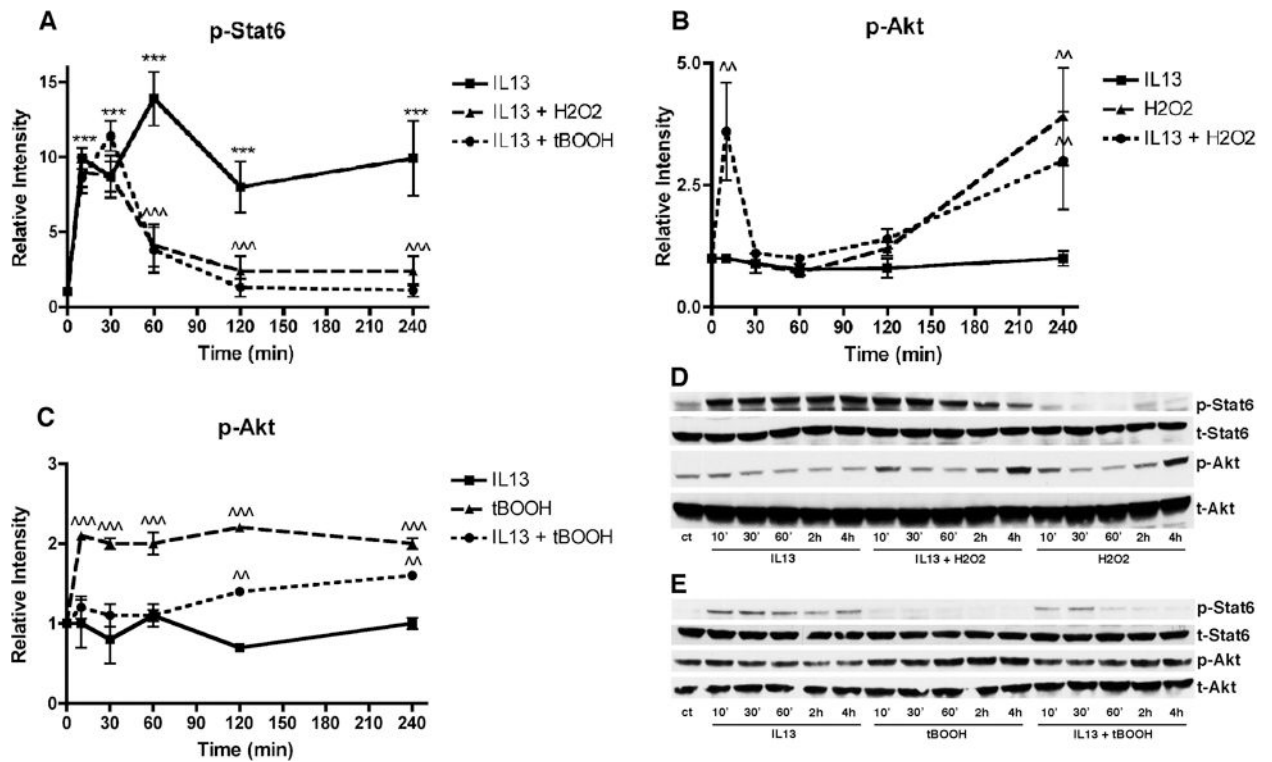 A
p-Stat6
Relative Intensity
15
10
5
0
0 30 60 90 120 150 180 210 240
Time (min)
***
***
***
***
***
^^^
^^^
^^^
IL13
IL13 + H2O2
IL13 + tBOOH
B
p-Akt
Relative Intensity
5.0
2.5
0.0
0 30 60 90 120 150 180 210 240
Time (min)
^^
^^
^^
IL13
H2O2
IL13 + H2O2
C
p-Akt
Relative Intensity
3
2
1
0
0 30 60 90 120 150 180 210 240
Time (min)
^^^ ^^^ ^^^ ^^^ ^^^
^^ ^^
IL13
tBOOH
IL13 + tBOOH
D
p-Stat6
t-Stat6
p-Akt
t-Akt
ct 10' 30' 60' 2h 4h 10' 30' 60' 2h 4h 10' 30' 60' 2h 4h
IL13 IL13 + H2O2 H2O2
E
p-Stat6
t-Stat6
p-Akt
t-Akt
ct 10' 30' 60' 2h 4h 10' 30' 60' 2h 4h 10' 30' 60' 2h 4h
IL13 tBOOH IL13 + tBOOH